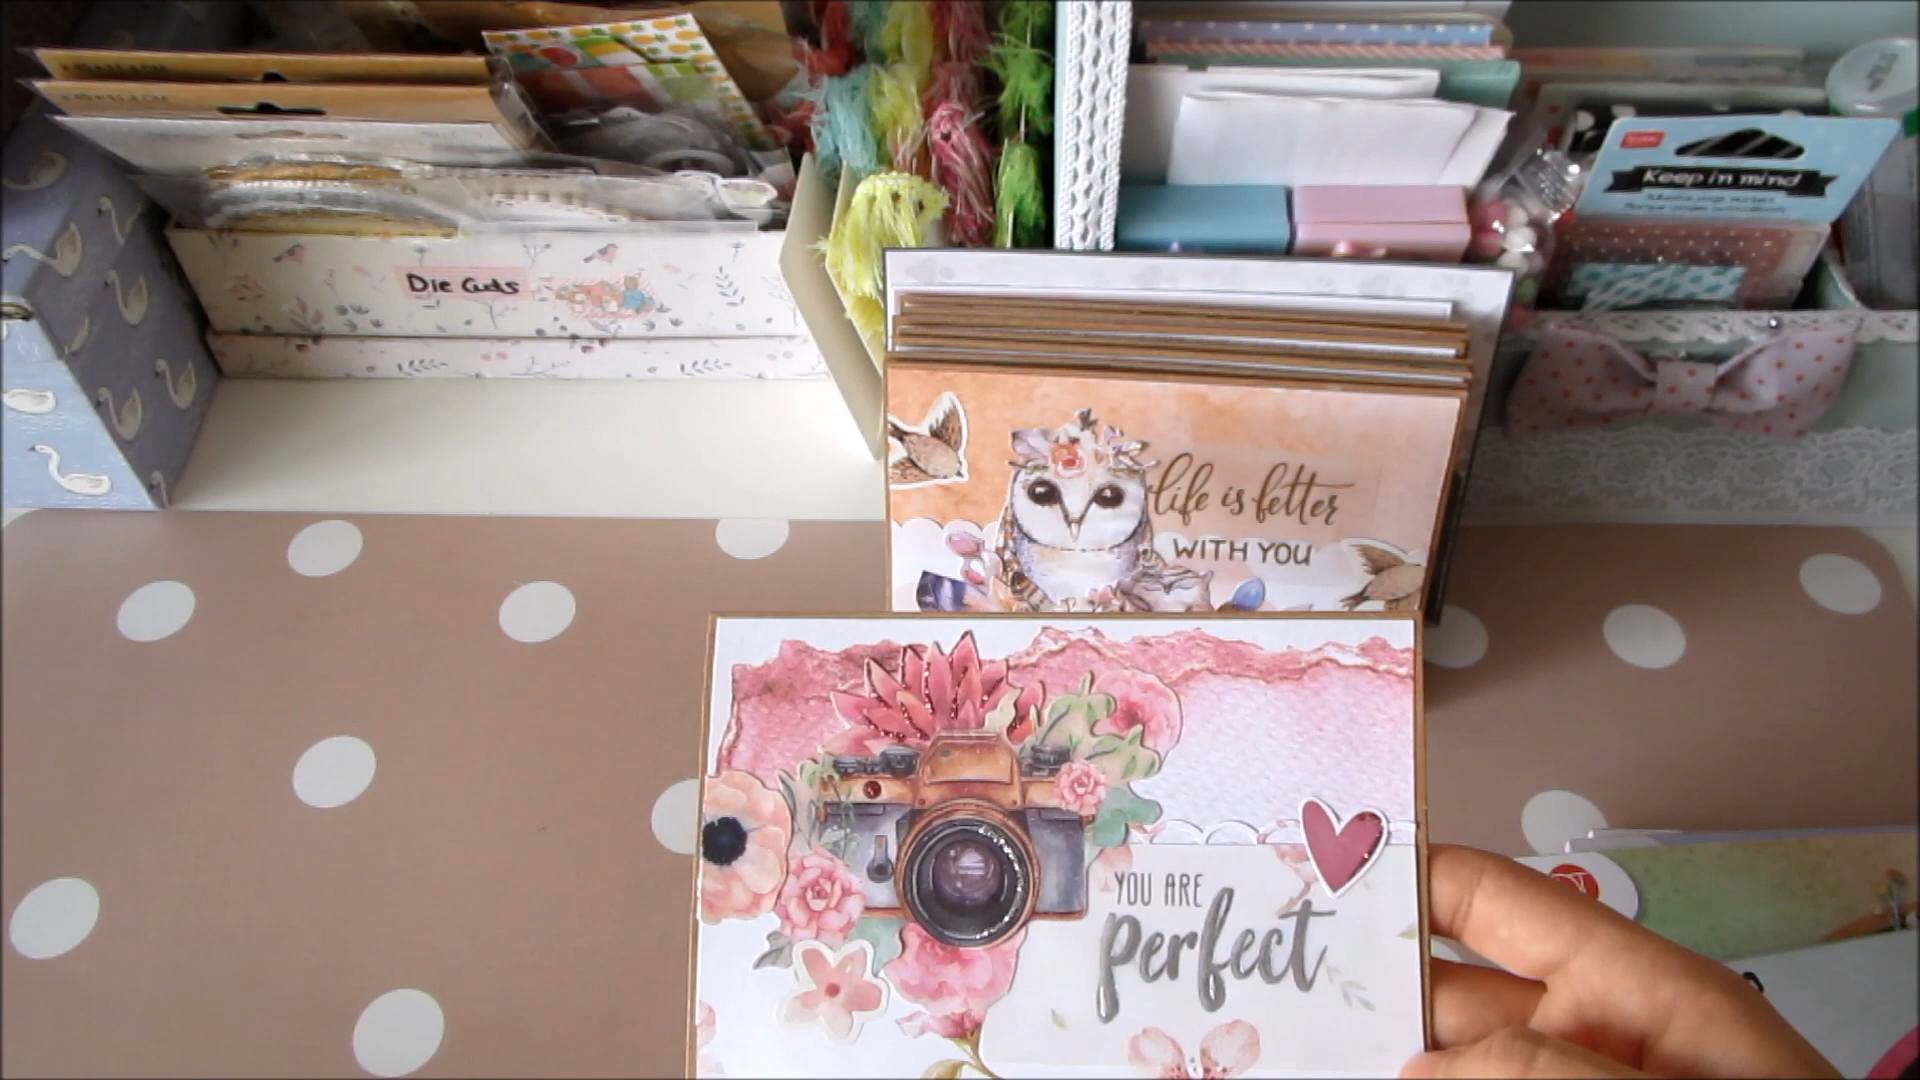 Die Cuts
Keep in mind
life is better
WITH YOU
YOU ARE
perfect